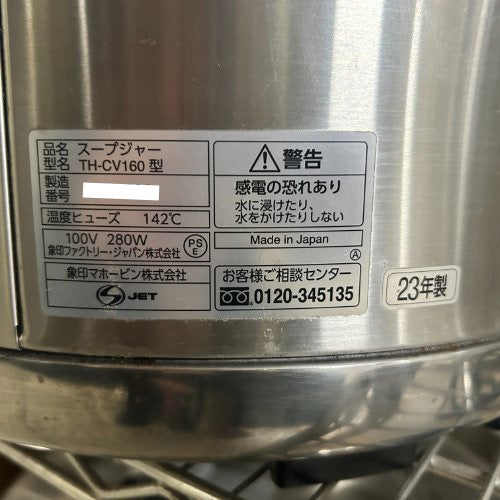 品名 スープジャー
型名 TH-CV160 型
製造
番号
温度ヒューズ 142℃
100V 280W
象印ファクトリー・ジャパン株式会社
PS
E
象印マホービン株式会社
S JET
警告
感電の恐れあり
水に浸けたり、
水をかけたりしない
Made in Japan
A
お客様ご相談センター
0120-345135
23年製